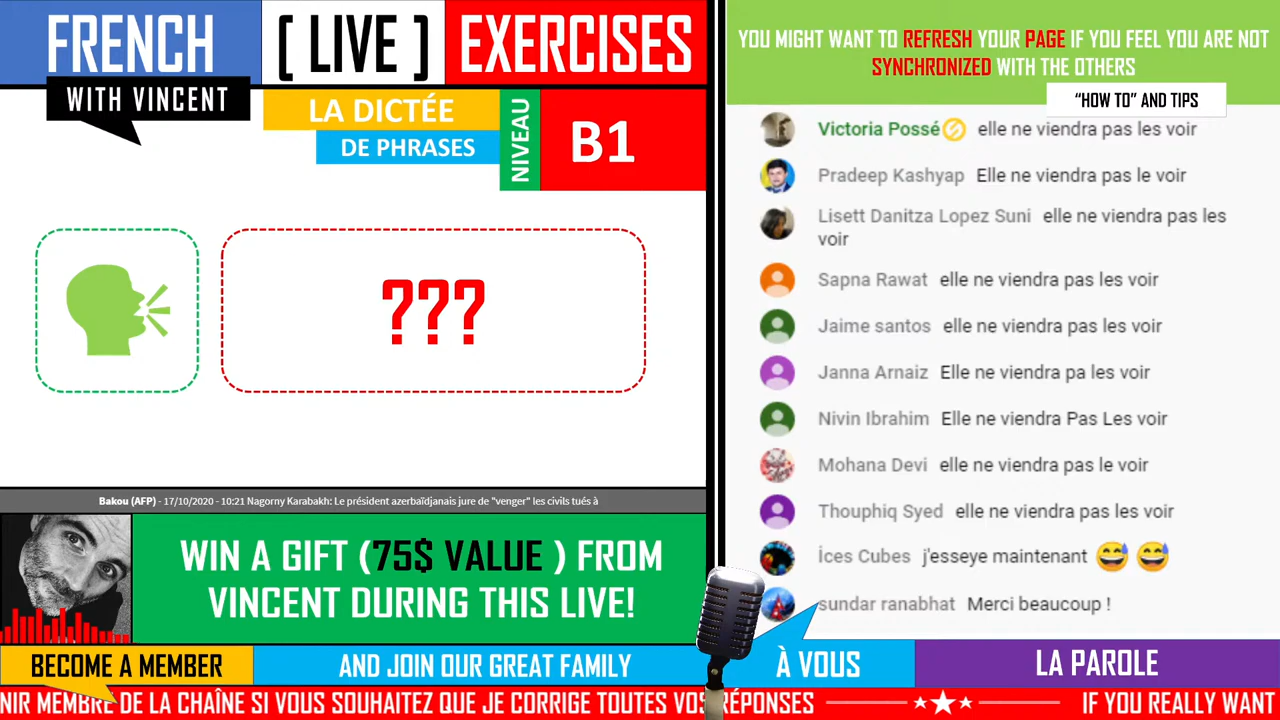 FRENCH
[ LIVE ]
EXERCISES
WITH VINCENT
LA DICTÉE
DE PHRASES
NIVEAU
B1
???
Bakou (AFP) - 17/10/2020 - 10:21 Nagorny Karabakh: Le président azerbaïdjanais jure de "venger" les civils tués à
WIN A GIFT (75$ VALUE ) FROM
VINCENT DURING THIS LIVE!
BECOME A MEMBER
AND JOIN OUR GREAT FAMILY
YOU MIGHT WANT TO REFRESH YOUR PAGE IF YOU FEEL YOU ARE NOT
SYNCHRONIZED WITH THE OTHERS
“HOW TO” AND TIPS
Victoria Possé elle ne viendra pas les voir
Pradeep Kashyap Elle ne viendra pas le voir
Lisett Danitza Lopez Suni elle ne viendra pas les
voir
Sapna Rawat elle ne viendra pas les voir
Jaime santos elle ne viendra pas les voir
Janna Arnaiz Elle ne viendra pa les voir
Nivin Ibrahim Elle ne viendra Pas Les voir
Mohana Devi elle ne viendra pas le voir
Thouphiq Syed elle ne viendra pas les voir
İces Cubes j'esseye maintenant
sundar ranabhat Merci beaucoup !
À VOUS
LA PAROLE
NIR MEMBRE DE LA CHAÎNE SI VOUS SOUHAITEZ QUE JE CORRIGE TOUTES VOS RÉPONSES
IF YOU REALLY WANT